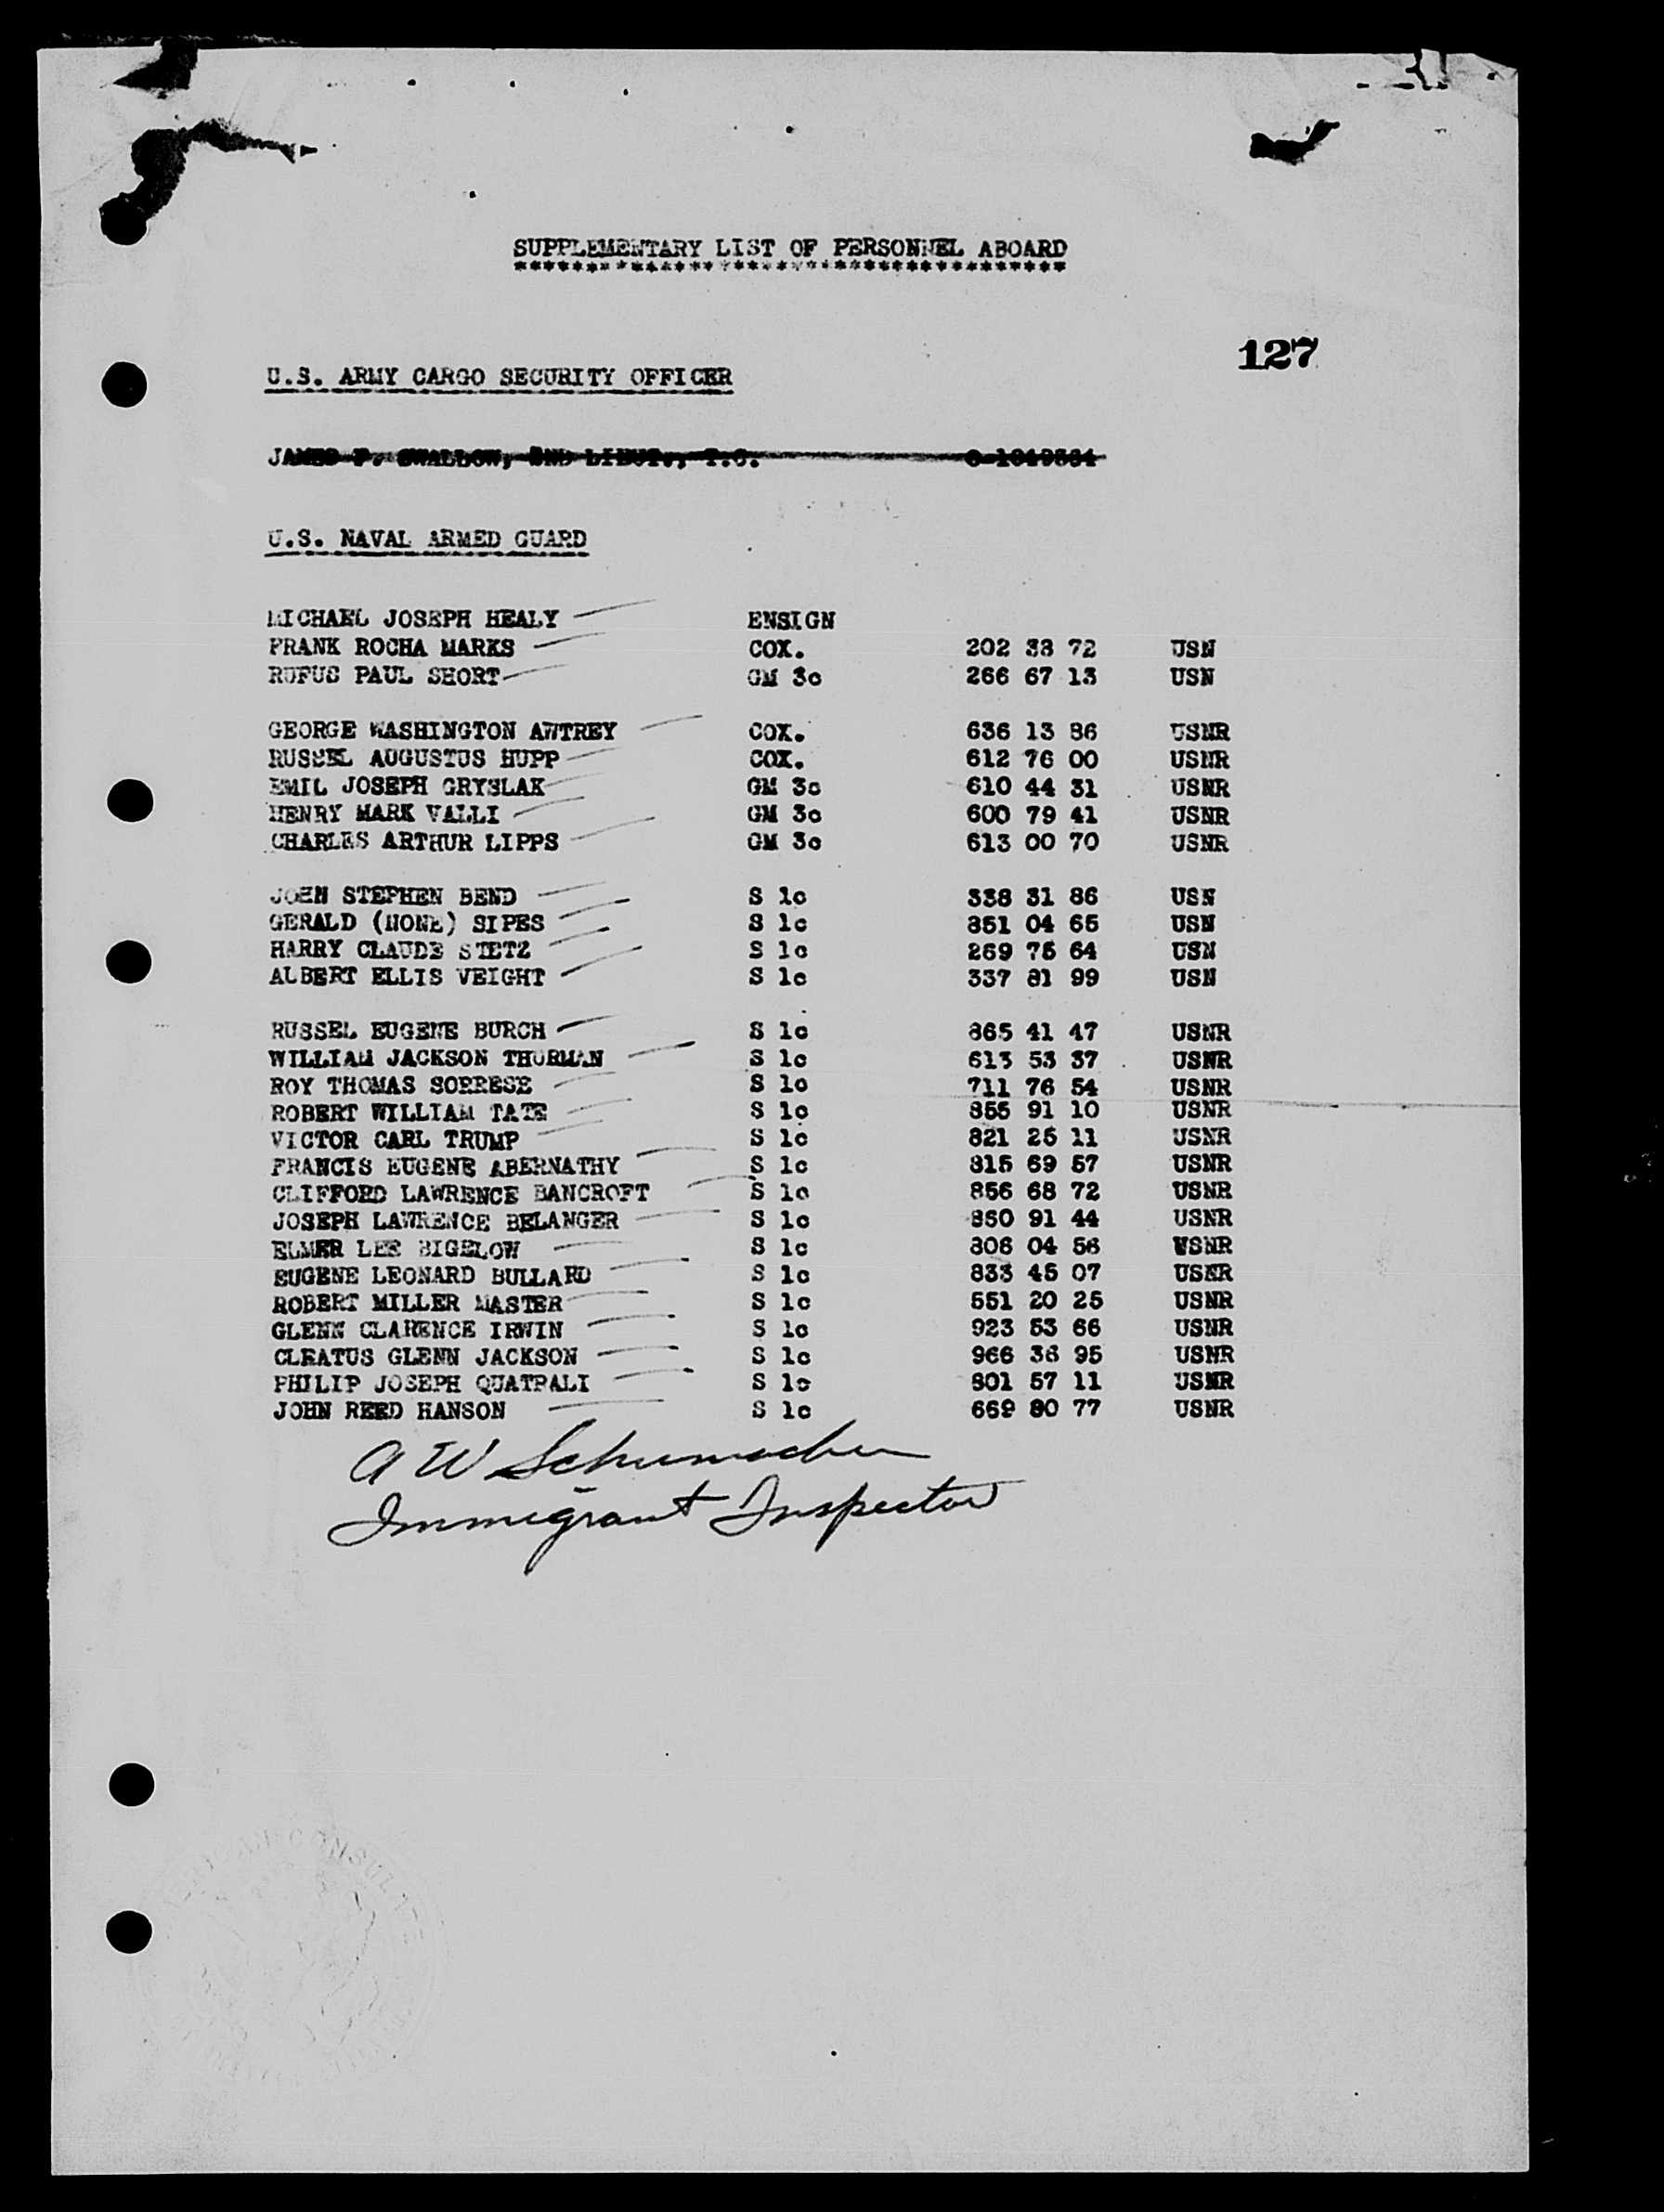 SUPPLEMENTARY LIST OF PERSONNEL ABOARD
**************************************
127
U.S. ARMY CARGO SECURITY OFFICER
JAMES P. SWALLOW, 2ND LIEUT., T.C.
U.S. NAVAL ARMED GUARD
MICHAEL JOSEPH HEALY ENSIGN
FRANK ROCHA MARKS COX. 202 33 72 USN
RUFUS PAUL SHORT GM 3c 266 67 13 USN
GEORGE WASHINGTON AWTREY COX. 636 13 86 USNR
RUSSEL AUGUSTUS HUPP COX. 612 76 00 USNR
EMIL JOSEPH GRYSLAK GM 3c 610 44 31 USNR
HENRY MARK VALLI GM 3c 600 79 41 USNR
CHARLES ARTHUR LIPPS GM 3c 613 00 70 USNR
JOHN STEPHEN BEND S 1c 338 31 86 USN
GERALD (NONE) SIPES S 1c 851 04 65 USN
HARRY CLAUDE STETZ S 1c 269 75 64 USN
ALBERT ELLIS VEIGHT S 1c 337 81 99 USN
RUSSEL EUGENE BURCH S 1c 865 41 47 USNR
WILLIAM JACKSON THURMAN S 1c 613 53 37 USNR
ROY THOMAS SORRESE S 1c 711 76 54 USNR
ROBERT WILLIAM TATE S 1c 855 91 10 USNR
VICTOR CARL TRUMP S 1c 821 25 11 USNR
FRANCIS EUGENE ABERNATHY S 1c 815 69 57 USNR
CLIFFORD LAWRENCE BANCROFT S 1c 856 68 72 USNR
JOSEPH LAWRENCE BELANGER S 1c 850 91 44 USNR
ELMER LEE BIGELOW S 1c 806 04 56 USNR
EUGENE LEONARD BULLARD S 1c 833 45 07 USNR
ROBERT MILLER MASTER S 1c 551 20 25 USNR
GLENN CLARENCE IRWIN S 1c 923 53 66 USNR
CLEATUS GLENN JACKSON S 1c 966 36 95 USNR
PHILIP JOSEPH QUATPALI S 1c 801 57 11 USNR
JOHN REED HANSON S 1c 669 80 77 USNR
A W Schumacher
Immigrant Inspector